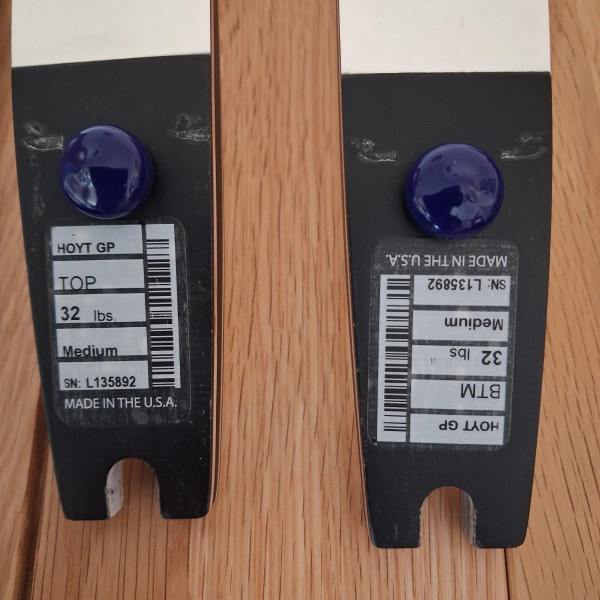 HOYT GP
TOP
32 lbs.
Medium
SN: L135892
MADE IN THE U.S.A.
HOYT GP
BTM
32 lbs
Medium
SN: L135892
MADE IN THE U.S.A.